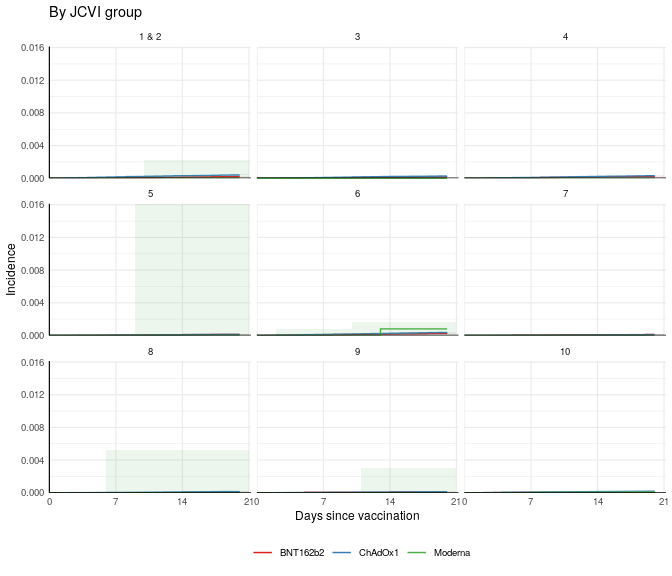 By JCVI group
1 & 2 3 4
0.016
0.012
0.008
0.004
0.000
5 6 7
0.016
0.012
0.008
0.004
0.000
8 9 10
0.016
0.012
0.008
0.004
0.000
0 7 14 21 0 7 14 21 0 7 14 21
Incidence
Days since vaccination
BNT162b2 ChAdOx1 Moderna